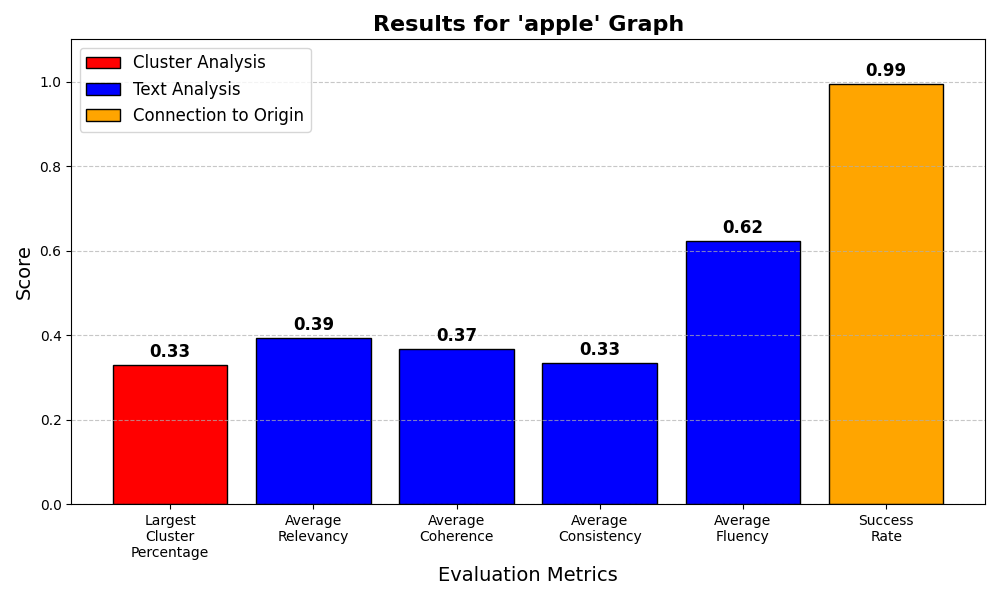 Results for 'apple' Graph
Cluster Analysis
Text Analysis
Connection to Origin
Score
1.0
0.8
0.6
0.4
0.2
0.0
0.33
0.39
0.37
0.33
0.62
0.99
Largest
Cluster
Percentage
Average
Relevancy
Average
Coherence
Average
Consistency
Average
Fluency
Success
Rate
Evaluation Metrics